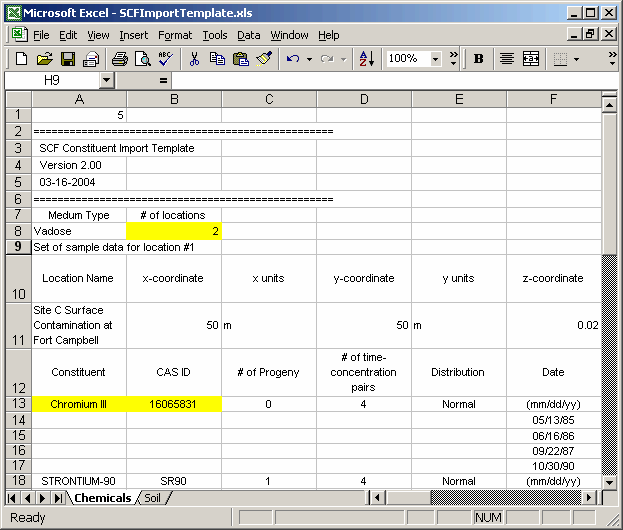 Microsoft Excel - SCFImportTemplate.xls
File Edit View Insert Format Tools Data Window Help
100% B
H9 =
A B C D E F
1 5
2 ==================================================
3 SCF Constituent Import Template
4 Version 2.00
5 03-16-2004
6 ==================================================
7 Medum Type # of locations
8 Vadose 2
9 Set of sample data for location #1
10 Location Name x-coordinate x units y-coordinate y units z-coordinate
Site C Surface
Contamination at
11 Fort Campbell 50 m 50 m 0.02
# of time-
12 Constituent CAS ID # of Progeny concentration Distribution Date
pairs
13 Chromium III 16065831 0 4 Normal (mm/dd/yy)
14 05/13/85
15 06/16/86
16 09/22/87
17 10/30/90
18 STRONTIUM-90 SR90 1 4 Normal (mm/dd/yy)
Chemicals Soil
Ready NUM